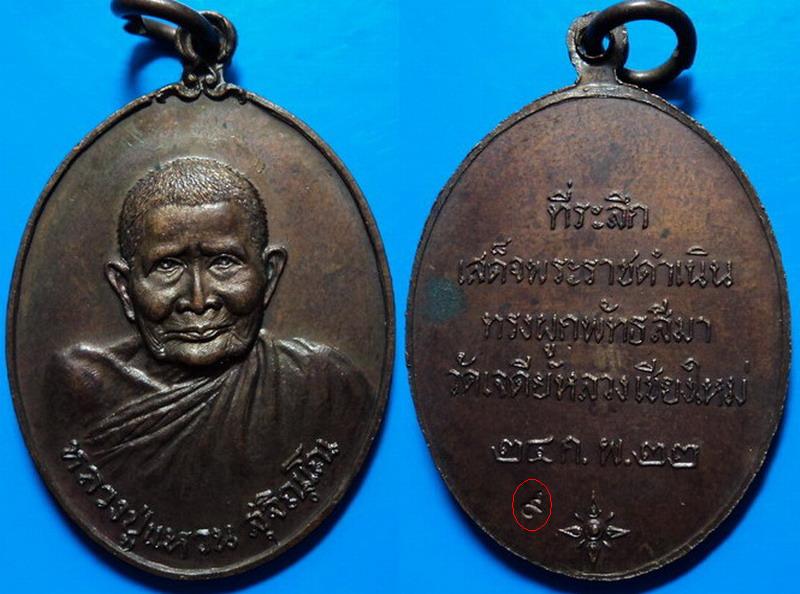 หลวงปู่แหวน สุจิณฺโณ
ที่ระลึก
เสด็จพระราชดำเนิน
ทรงผูกพัทธสีมา
วัดเจดีย์หลวง เชียงใหม่
๒๔ ก.พ.๒๒